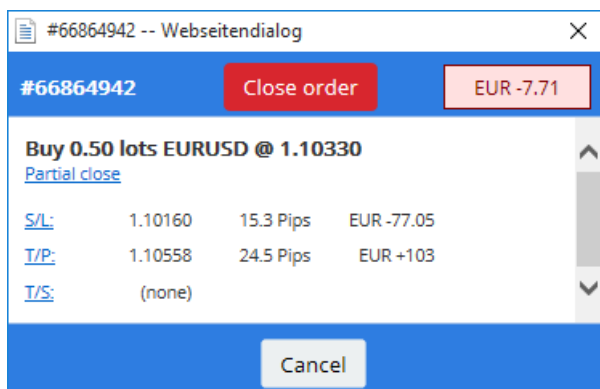 #66864942 -- Webseitendialog
#66864942 Close order EUR -7.71
Buy 0.50 lots EURUSD @ 1.10330
Partial close
S/L: 1.10160 15.3 Pips EUR -77.05
T/P: 1.10558 24.5 Pips EUR +103
T/S: (none)
Cancel